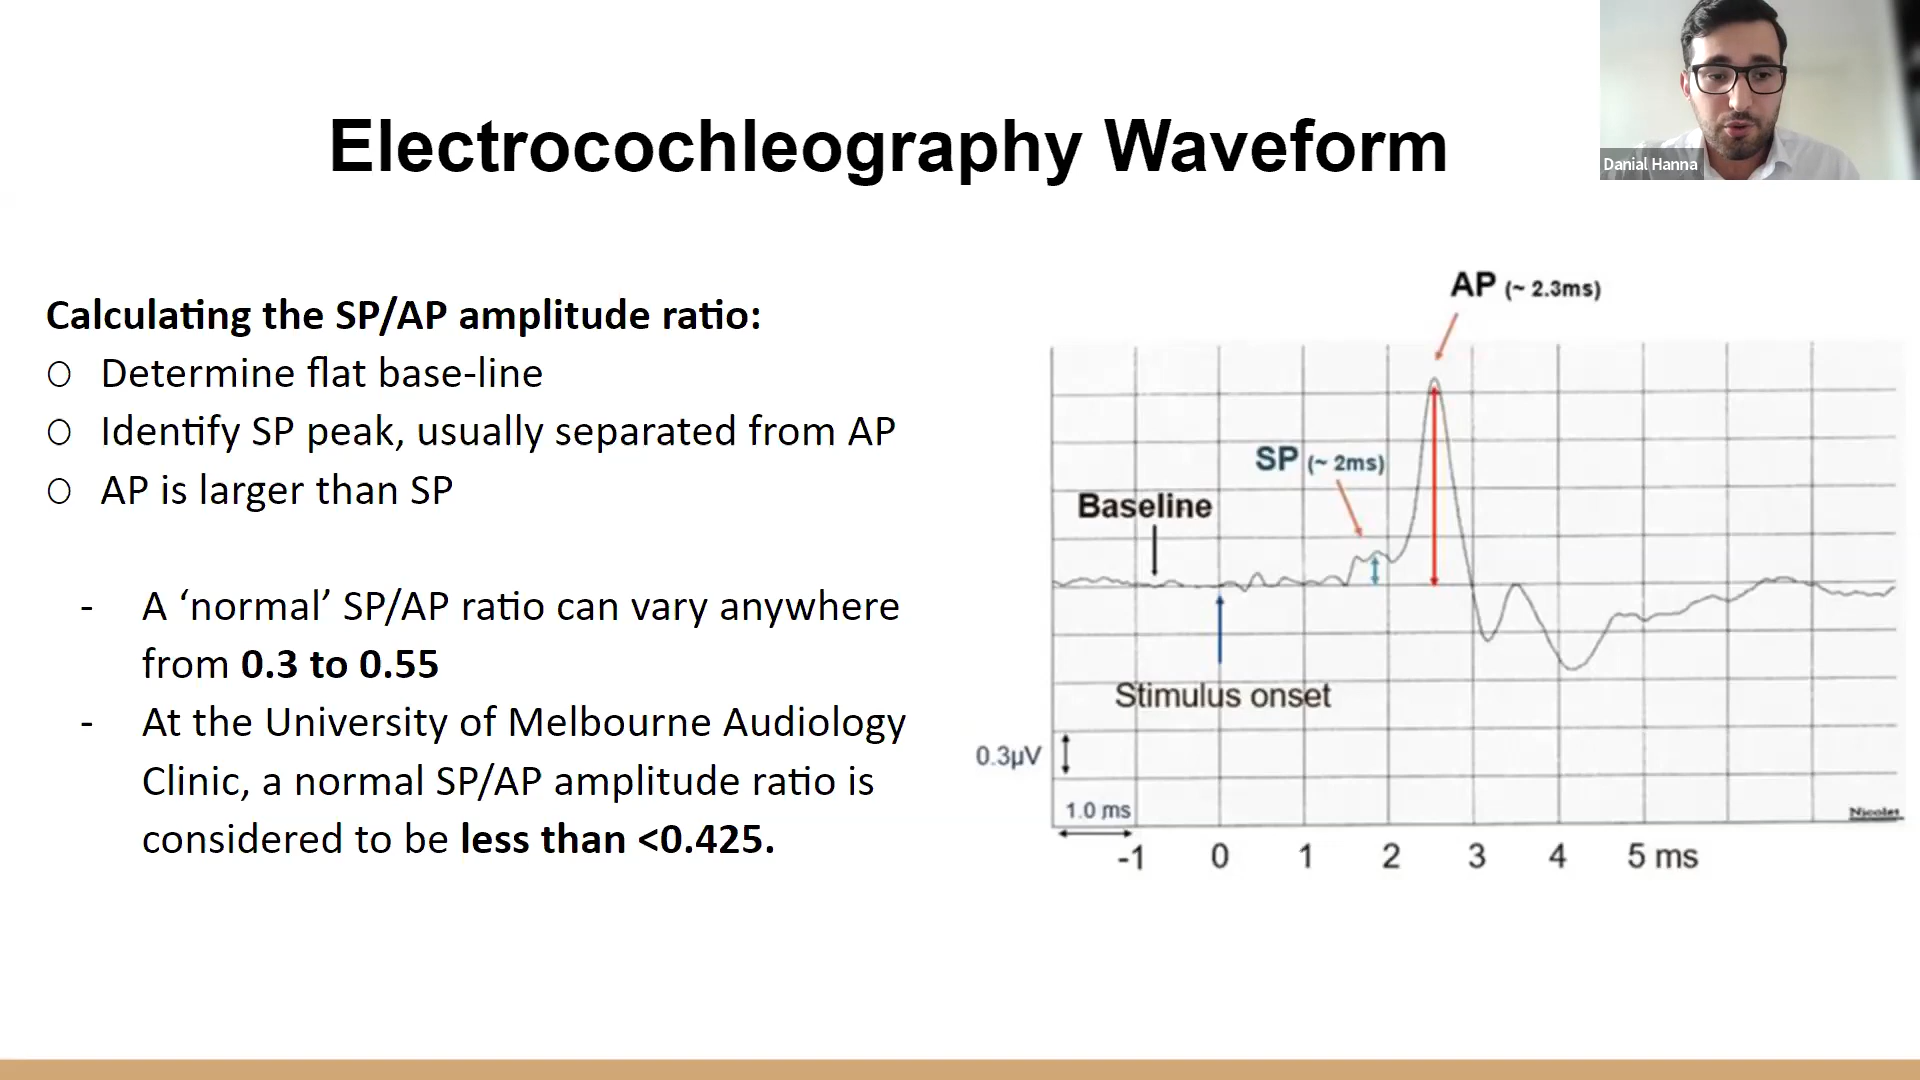 Danial Hanna
Electrocochleography Waveform
Calculating the SP/AP amplitude ratio:
O Determine flat base-line
O Identify SP peak, usually separated from AP
O AP is larger than SP
- A ‘normal’ SP/AP ratio can vary anywhere
from 0.3 to 0.55
- At the University of Melbourne Audiology
Clinic, a normal SP/AP amplitude ratio is
considered to be less than <0.425.
AP (~ 2.3ms)
SP (~ 2ms)
Baseline
Stimulus onset
0.3µV
1.0 ms
Nicolet
-1 0 1 2 3 4 5 ms